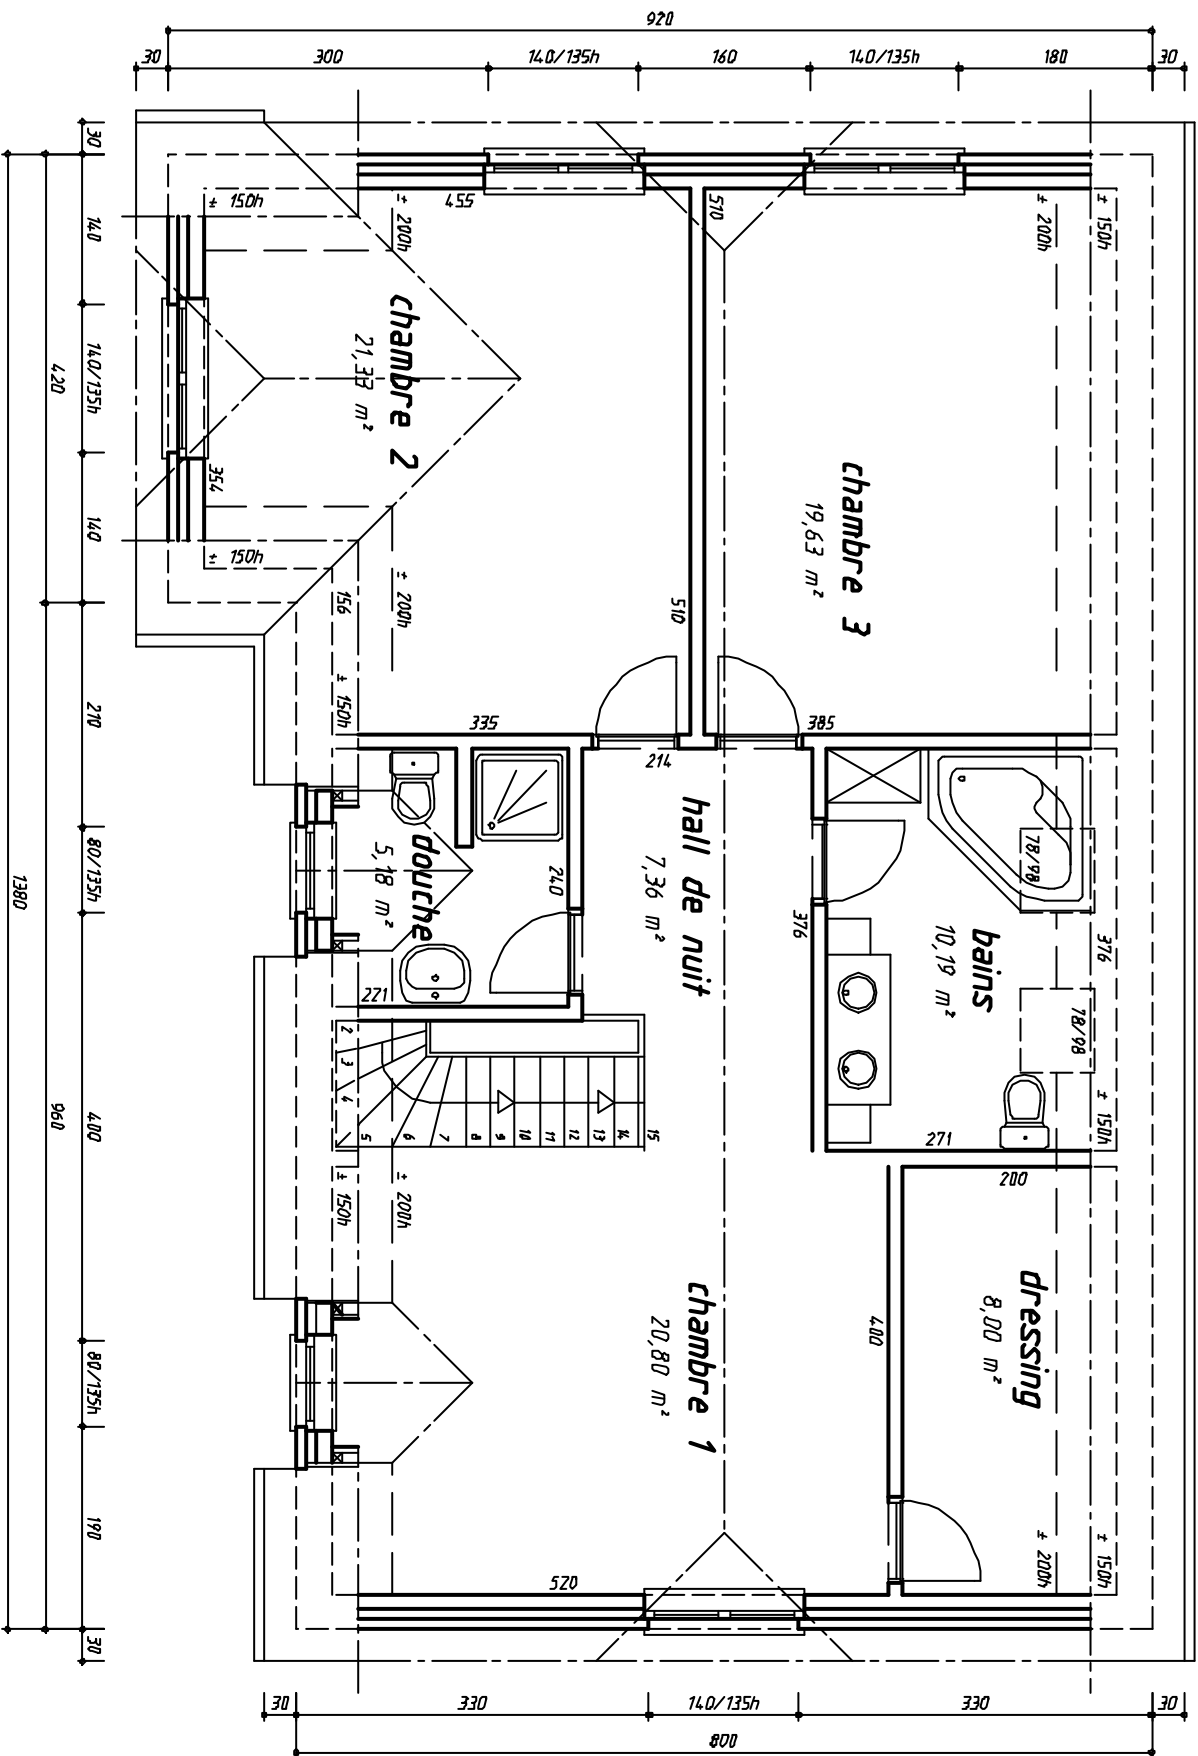 920
30
300
140/135h
160
140/135h
180
30
30
140
140/135h
140
210
80/135h
400
80/135h
190
30
420
960
1380
± 150h
± 200h
455
510
± 200h
± 150h
chambre 2
21,33 m²
354
± 150h
± 200h
156
± 150h
chambre 3
19,63 m²
510
335
214
385
douche
5,18 m²
240
271
hall de nuit
7,36 m²
376
78/98
bains
10,19 m²
376
78/98
± 150h
271
200
2
3
4
5
6
7
8
9
10
11
12
13
14
15
± 150h
± 200h
chambre 1
20,80 m²
400
dressing
8,00 m²
520
± 200h
± 150h
30
330
140/135h
330
30
800